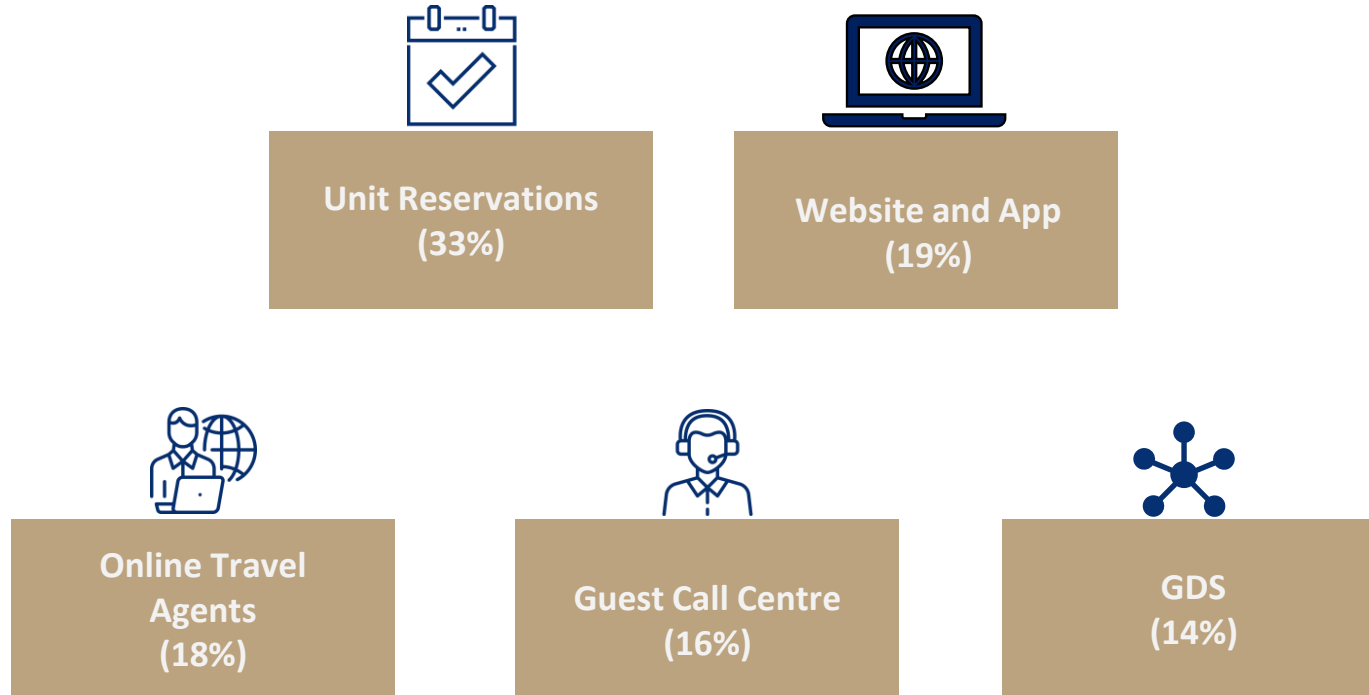 Unit Reservations
(33%)
Website and App
(19%)
Online Travel
Agents
(18%)
Guest Call Centre
(16%)
GDS
(14%)